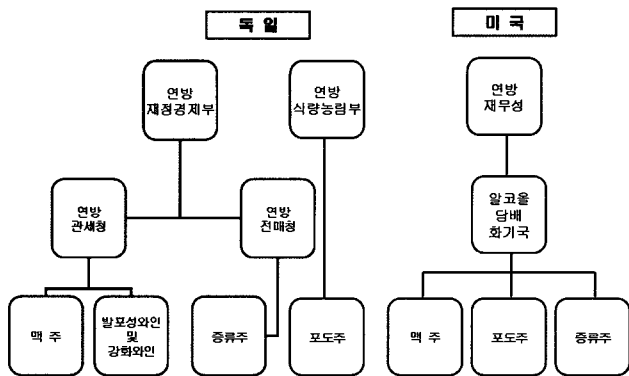 독 일
미 국
연방
재정경제부
연방
식량농림부
연방
재무성
연방
관세청
연방
전매청
알코올
담배
화기국
맥 주
발포성와인
및
강화와인
증류주
포도주
맥 주
포도주
증류주